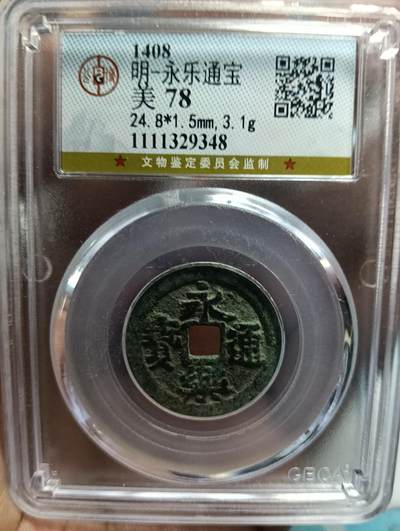 1408
明-永乐通宝
美 78
24.8*1.5mm,3.1g
1111329348
★ 文物鉴定委员会监制 ★
永樂通寶